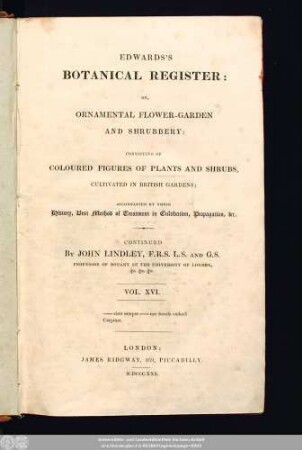 EDWARDS'S
BOTANICAL REGISTER:
OR,
ORNAMENTAL FLOWER-GARDEN
AND SHRUBBERY:
CONSISTING OF
COLOURED FIGURES OF PLANTS AND SHRUBS,
CULTIVATED IN BRITISH GARDENS;
ACCOMPANIED BY THEIR
History, Best Method of Treatment in Cultivation, Propagation, &c.
CONTINUED
BY JOHN LINDLEY, F.R.S. L.S. AND G.S.
PROFESSOR OF BOTANY IN THE UNIVERSITY OF LONDON,
&c. &c. &c.
VOL. XVI.
—— viret semper —
LONDON:
JAMES RIDGWAY, 169, PICCADILLY.
MDCCCXXX.